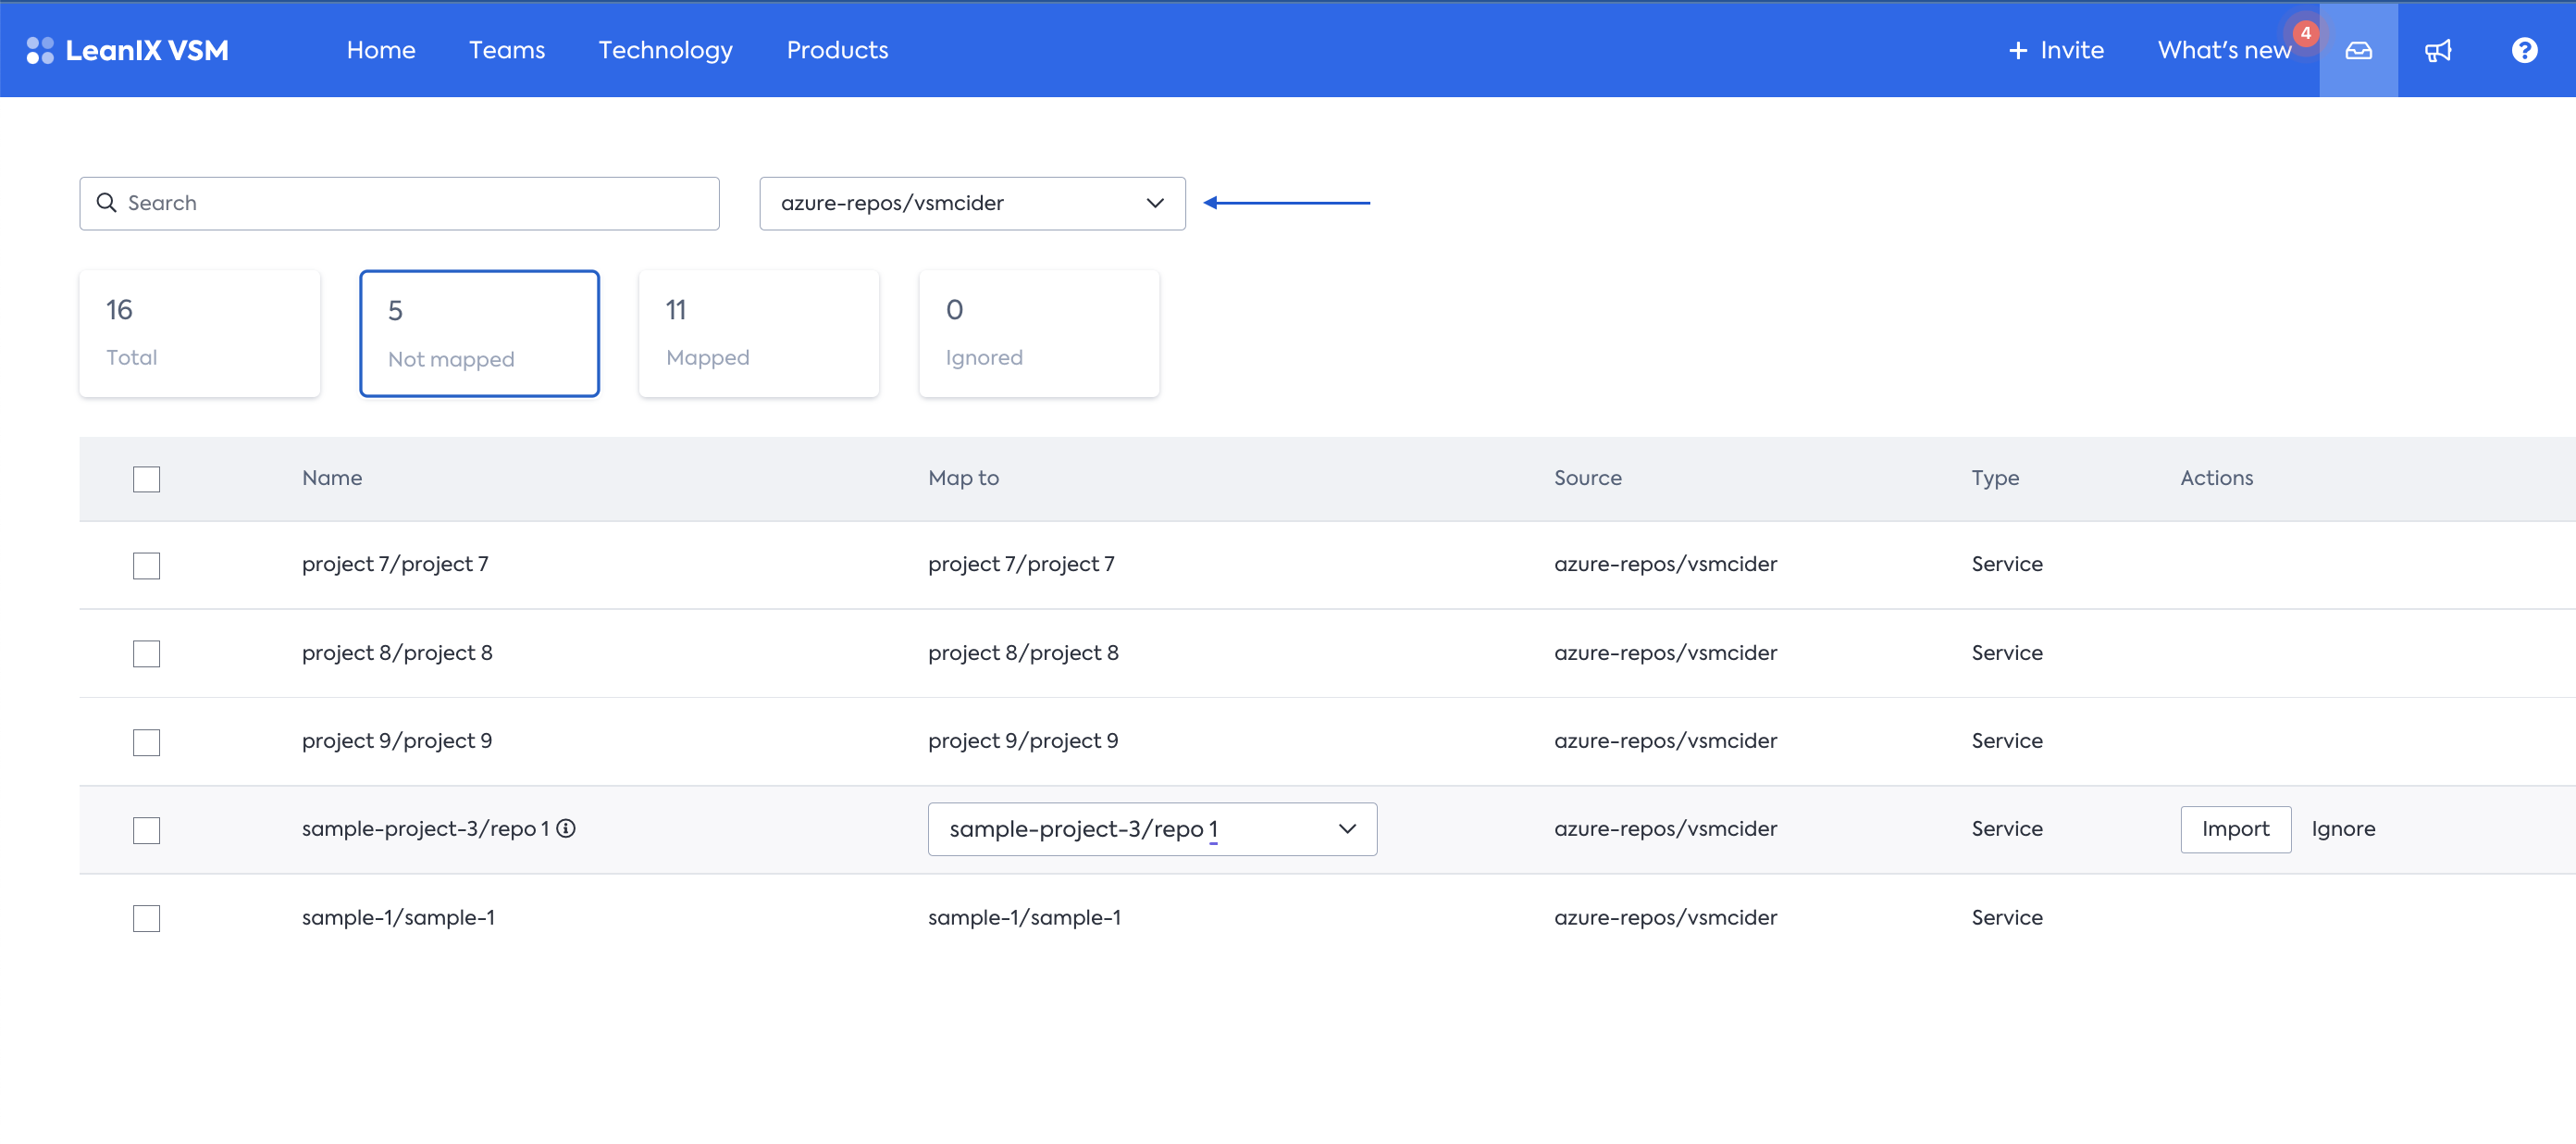 LeanIX VSM Home Teams Technology Products + Invite What's new 4
Search azure-repos/vsmcider
16 5 11 0
Total Not mapped Mapped Ignored
Name Map to Source Type Actions
project 7/project 7 project 7/project 7 azure-repos/vsmcider Service
project 8/project 8 project 8/project 8 azure-repos/vsmcider Service
project 9/project 9 project 9/project 9 azure-repos/vsmcider Service
sample-project-3/repo 1 sample-project-3/repo 1 azure-repos/vsmcider Service Import Ignore
sample-1/sample-1 sample-1/sample-1 azure-repos/vsmcider Service